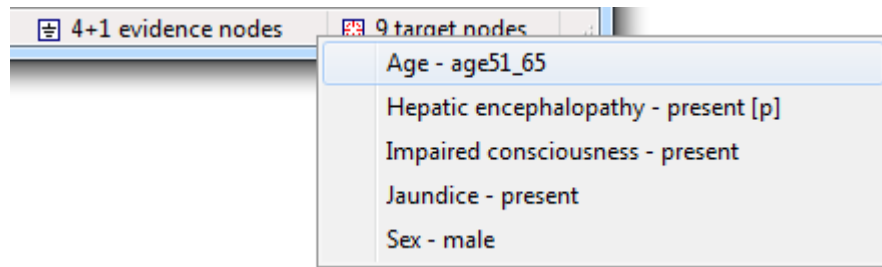 4+1 evidence nodes 9 target nodes
Age - age51_65
Hepatic encephalopathy - present [p]
Impaired consciousness - present
Jaundice - present
Sex - male